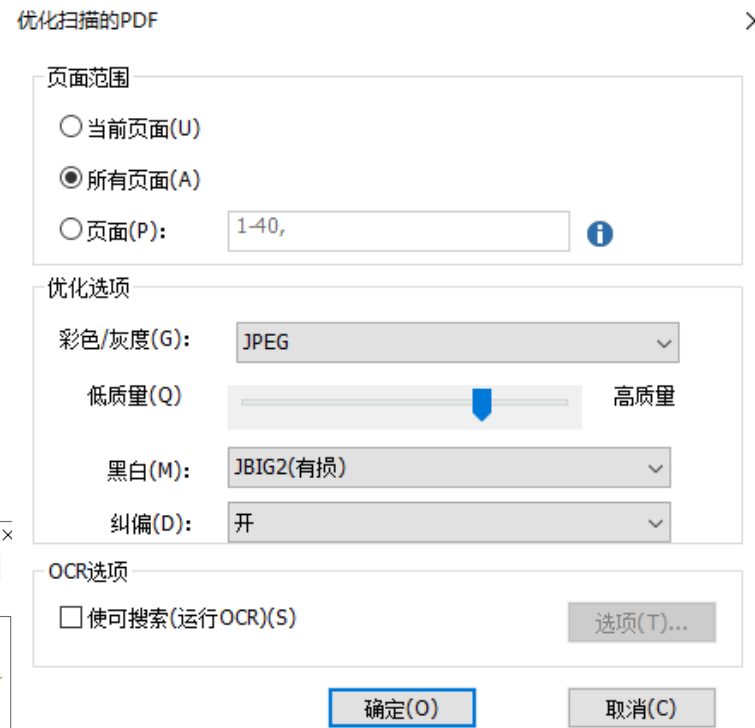 优化扫描的PDF
页面范围
当前页面(U)
所有页面(A)
页面(P): 1-40,
优化选项
彩色/灰度(G): JPEG
低质量(Q) 高质量
黑白(M): JBIG2(有损)
纠偏(D): 开
OCR选项
使可搜索(运行OCR)(S) 选项(T)...
确定(O) 取消(C)